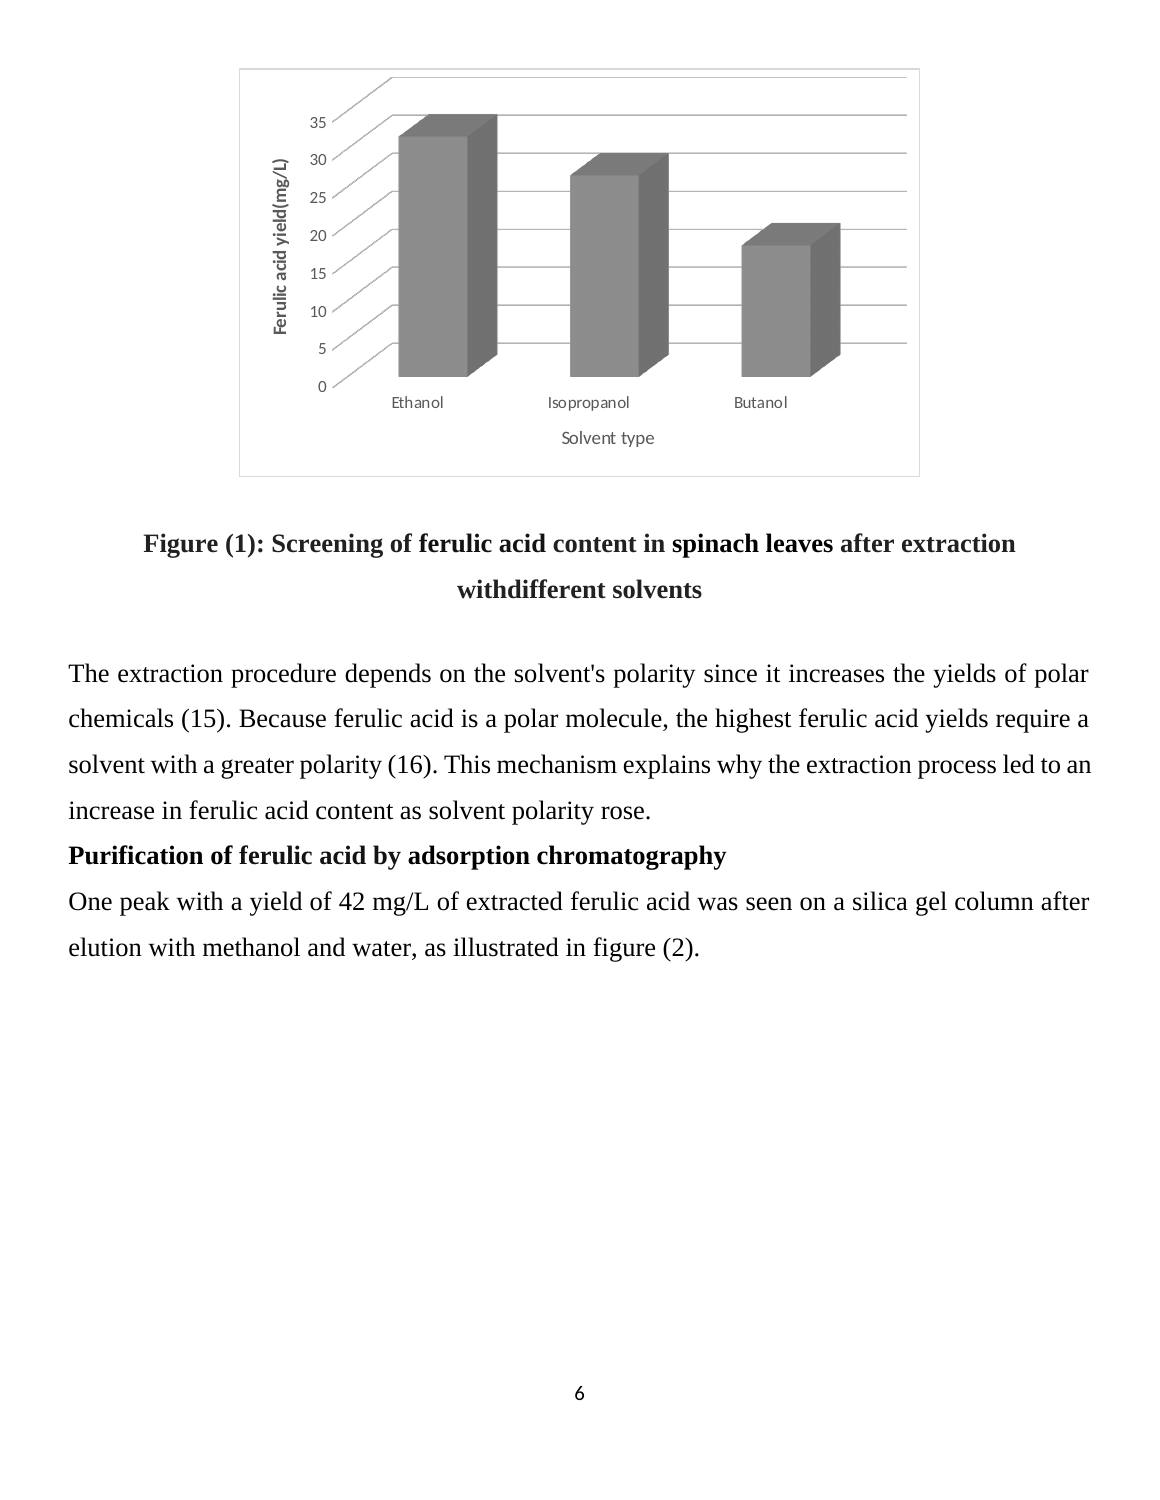 35
30
25
20
15
10
5
0
Ferulic acid yield(mg/L)
Ethanol Isopropanol Butanol
Solvent type
Figure (1): Screening of ferulic acid content in spinach leaves after extraction
withdifferent solvents
The extraction procedure depends on the solvent's polarity since it increases the yields of polar
chemicals (15). Because ferulic acid is a polar molecule, the highest ferulic acid yields require a
solvent with a greater polarity (16). This mechanism explains why the extraction process led to an
increase in ferulic acid content as solvent polarity rose.
Purification of ferulic acid by adsorption chromatography
One peak with a yield of 42 mg/L of extracted ferulic acid was seen on a silica gel column after
elution with methanol and water, as illustrated in figure (2).
6